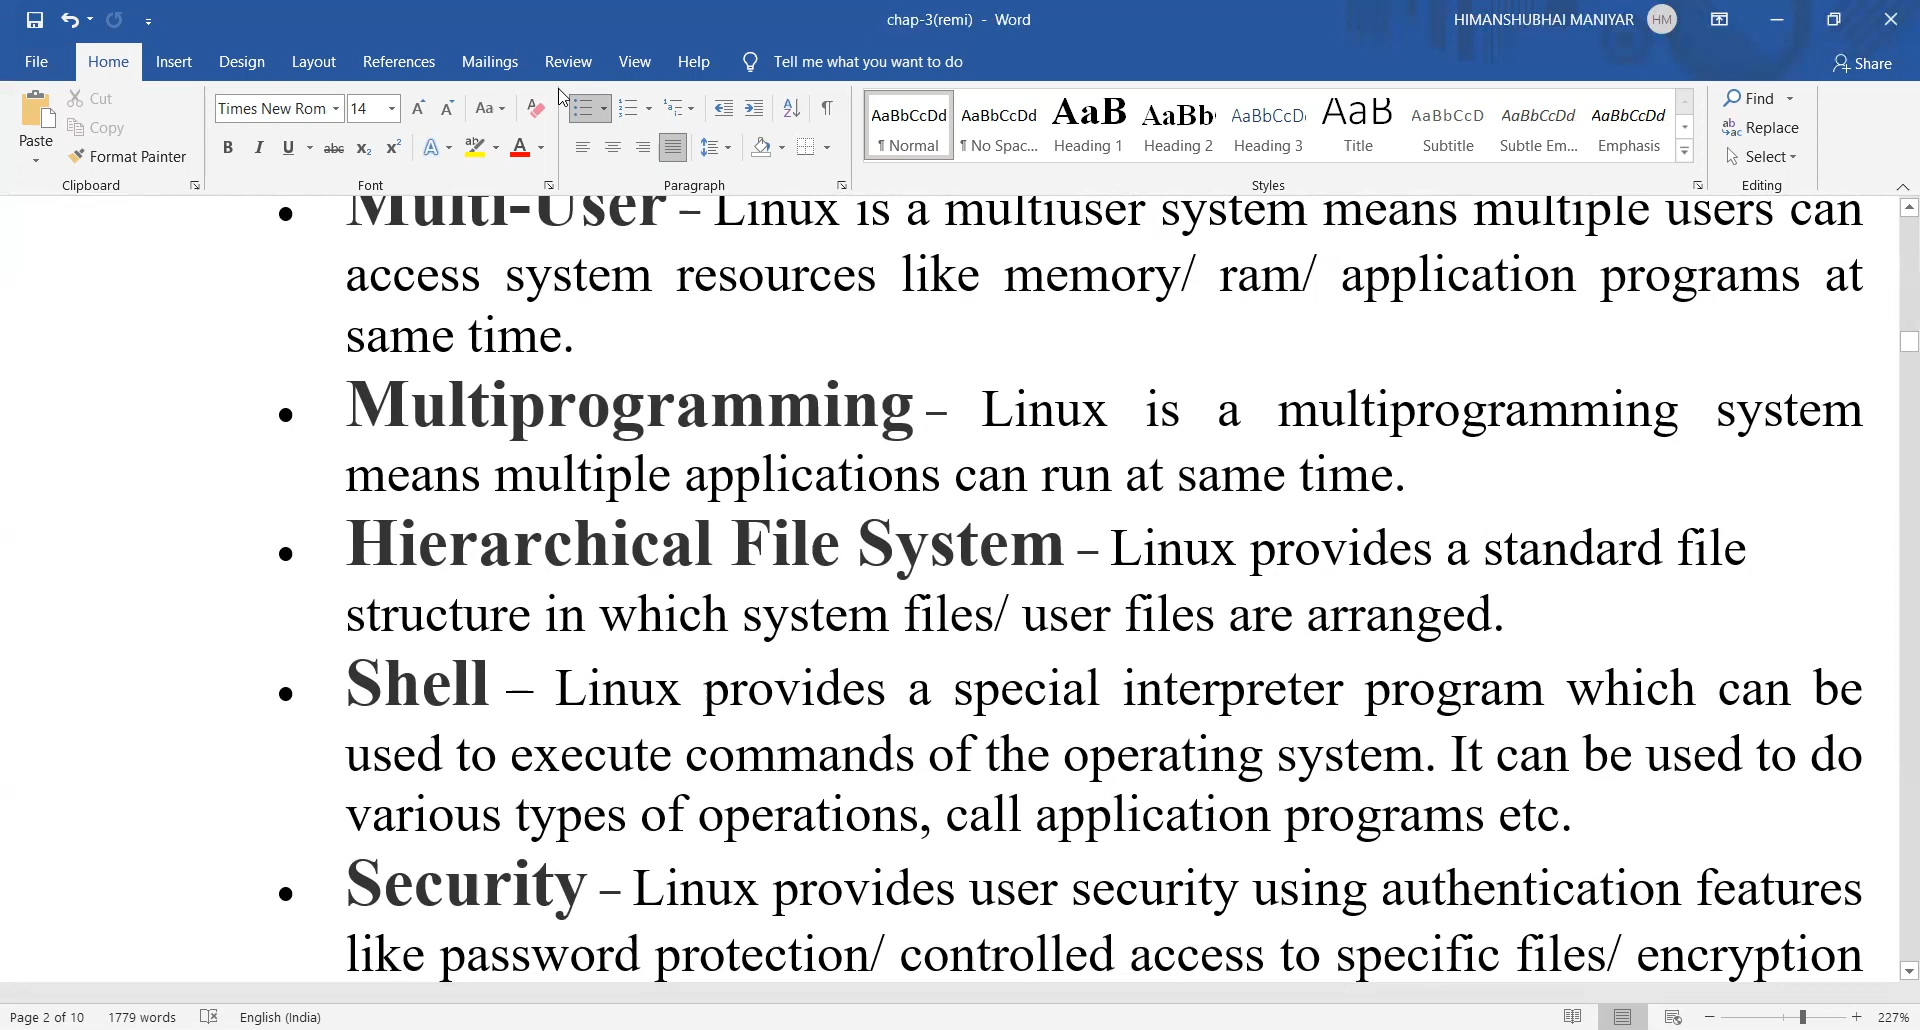 chap-3(remi) - Word
HIMANSHUBHAI MANIYAR HM
File Home Insert Design Layout References Mailings Review View Help Tell me what you want to do Share
Paste
Cut
Copy
Format Painter
Clipboard
Times New Rom 14
Font
Paragraph
AaBbCcDd AaBbCcDd AaB AaBb AaBbCcD AaB AaBbCcD AaBbCcDd AaBbCcDd
¶ Normal ¶ No Spac... Heading 1 Heading 2 Heading 3 Title Subtitle Subtle Em... Emphasis
Styles
Find
Replace
Select
Editing
• Multi-User – Linux is a multiuser system means multiple users can
access system resources like memory/ ram/ application programs at
same time.
• Multiprogramming – Linux is a multiprogramming system
means multiple applications can run at same time.
• Hierarchical File System – Linux provides a standard file
structure in which system files/ user files are arranged.
• Shell – Linux provides a special interpreter program which can be
used to execute commands of the operating system. It can be used to do
various types of operations, call application programs etc.
• Security – Linux provides user security using authentication features
like password protection/ controlled access to specific files/ encryption
Page 2 of 10 1779 words English (India) 227%